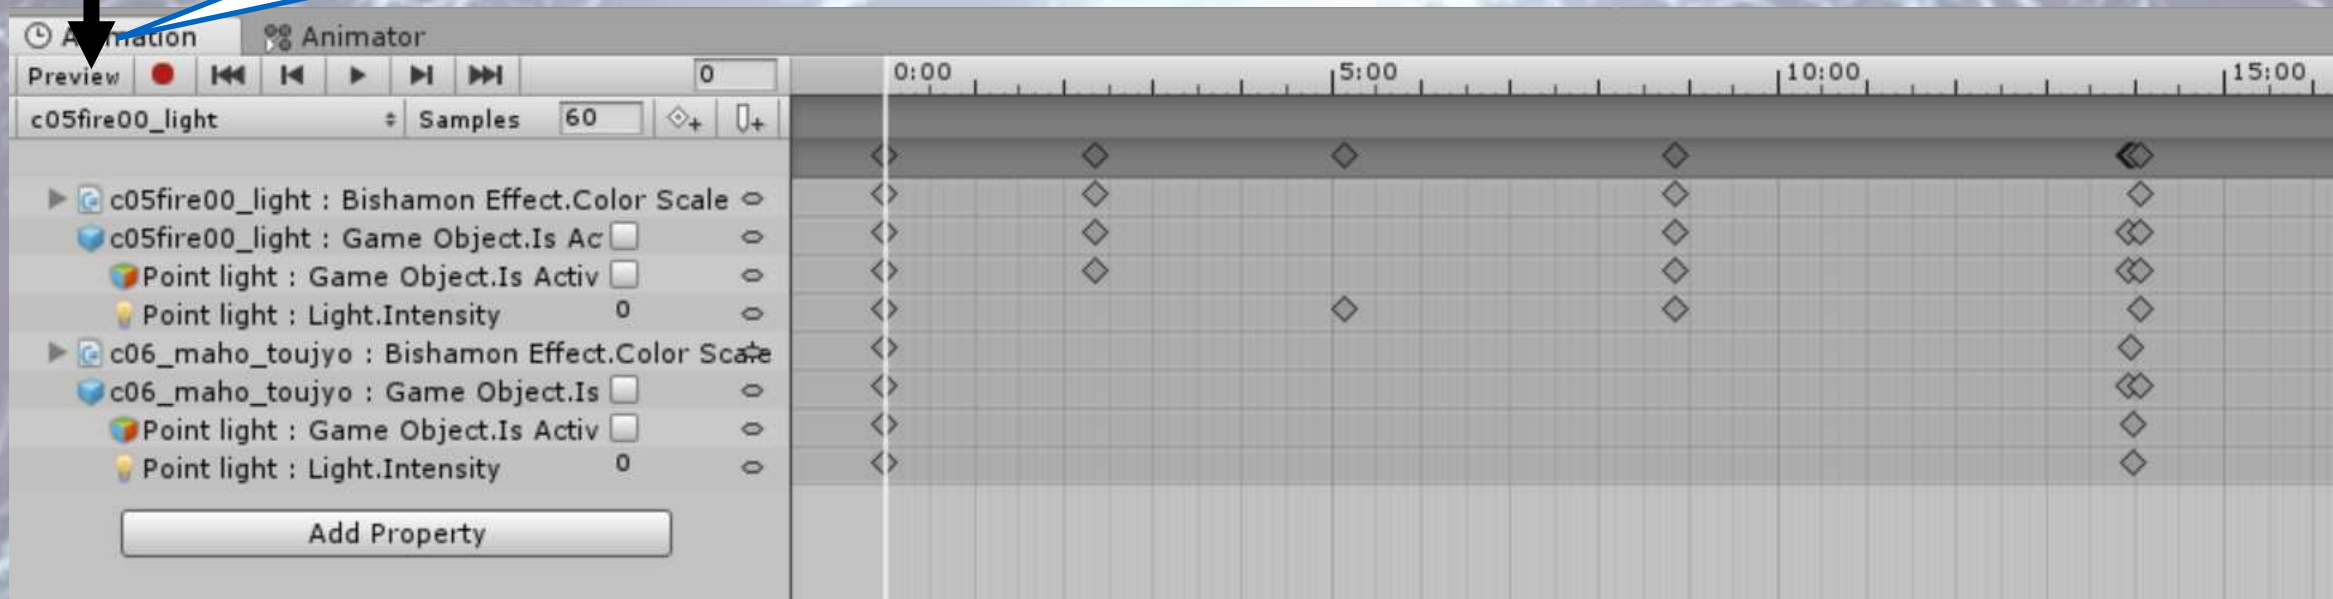 Animation Animator
Preview 0 0:00 5:00 10:00 15:00
c05fire00_light Samples 60
c05fire00_light : Bishamon Effect.Color Scale
c05fire00_light : Game Object.Is Ac
Point light : Game Object.Is Activ
Point light : Light.Intensity 0
c06_maho_toujyo : Bishamon Effect.Color Scale
c06_maho_toujyo : Game Object.Is
Point light : Game Object.Is Activ
Point light : Light.Intensity 0
Add Property